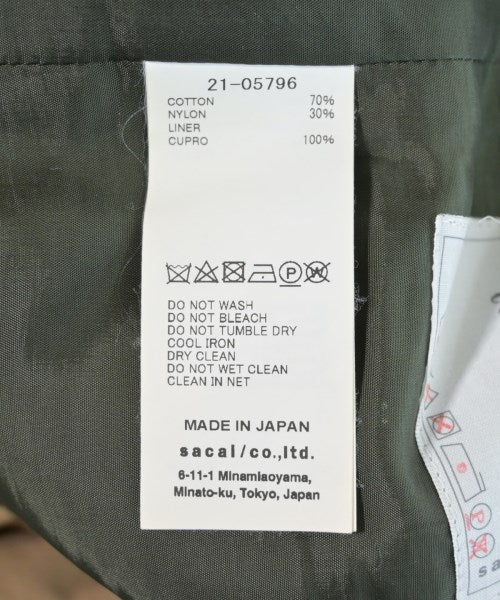 21-05796
COTTON 70%
NYLON 30%
LINER
CUPRO 100%
P W
DO NOT WASH
DO NOT BLEACH
DO NOT TUMBLE DRY
COOL IRON
DRY CLEAN
DO NOT WET CLEAN
CLEAN IN NET
MADE IN JAPAN
sacai/co.,ltd.
6-11-1 Minamiaoyama,
Minato-ku, Tokyo, Japan
P
sa